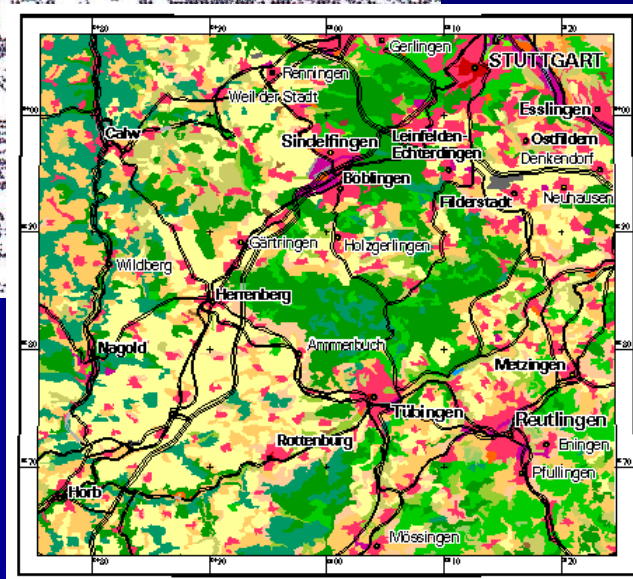 Gerlingen
STUTTGART
Renningen
Weil der Stadt
Esslingen
Calw
Leinfelden-
Echterdingen
Ostfildern
Sindelfingen
Denkendorf
Böblingen
Filderstadt
Neuhausen
Gärtringen
Holzgerlingen
Wildberg
Herrenberg
Nagold
Ammerbuch
Metzingen
Tübingen
Reutlingen
Rottenburg
Eningen
Pfullingen
Horb
Mössingen